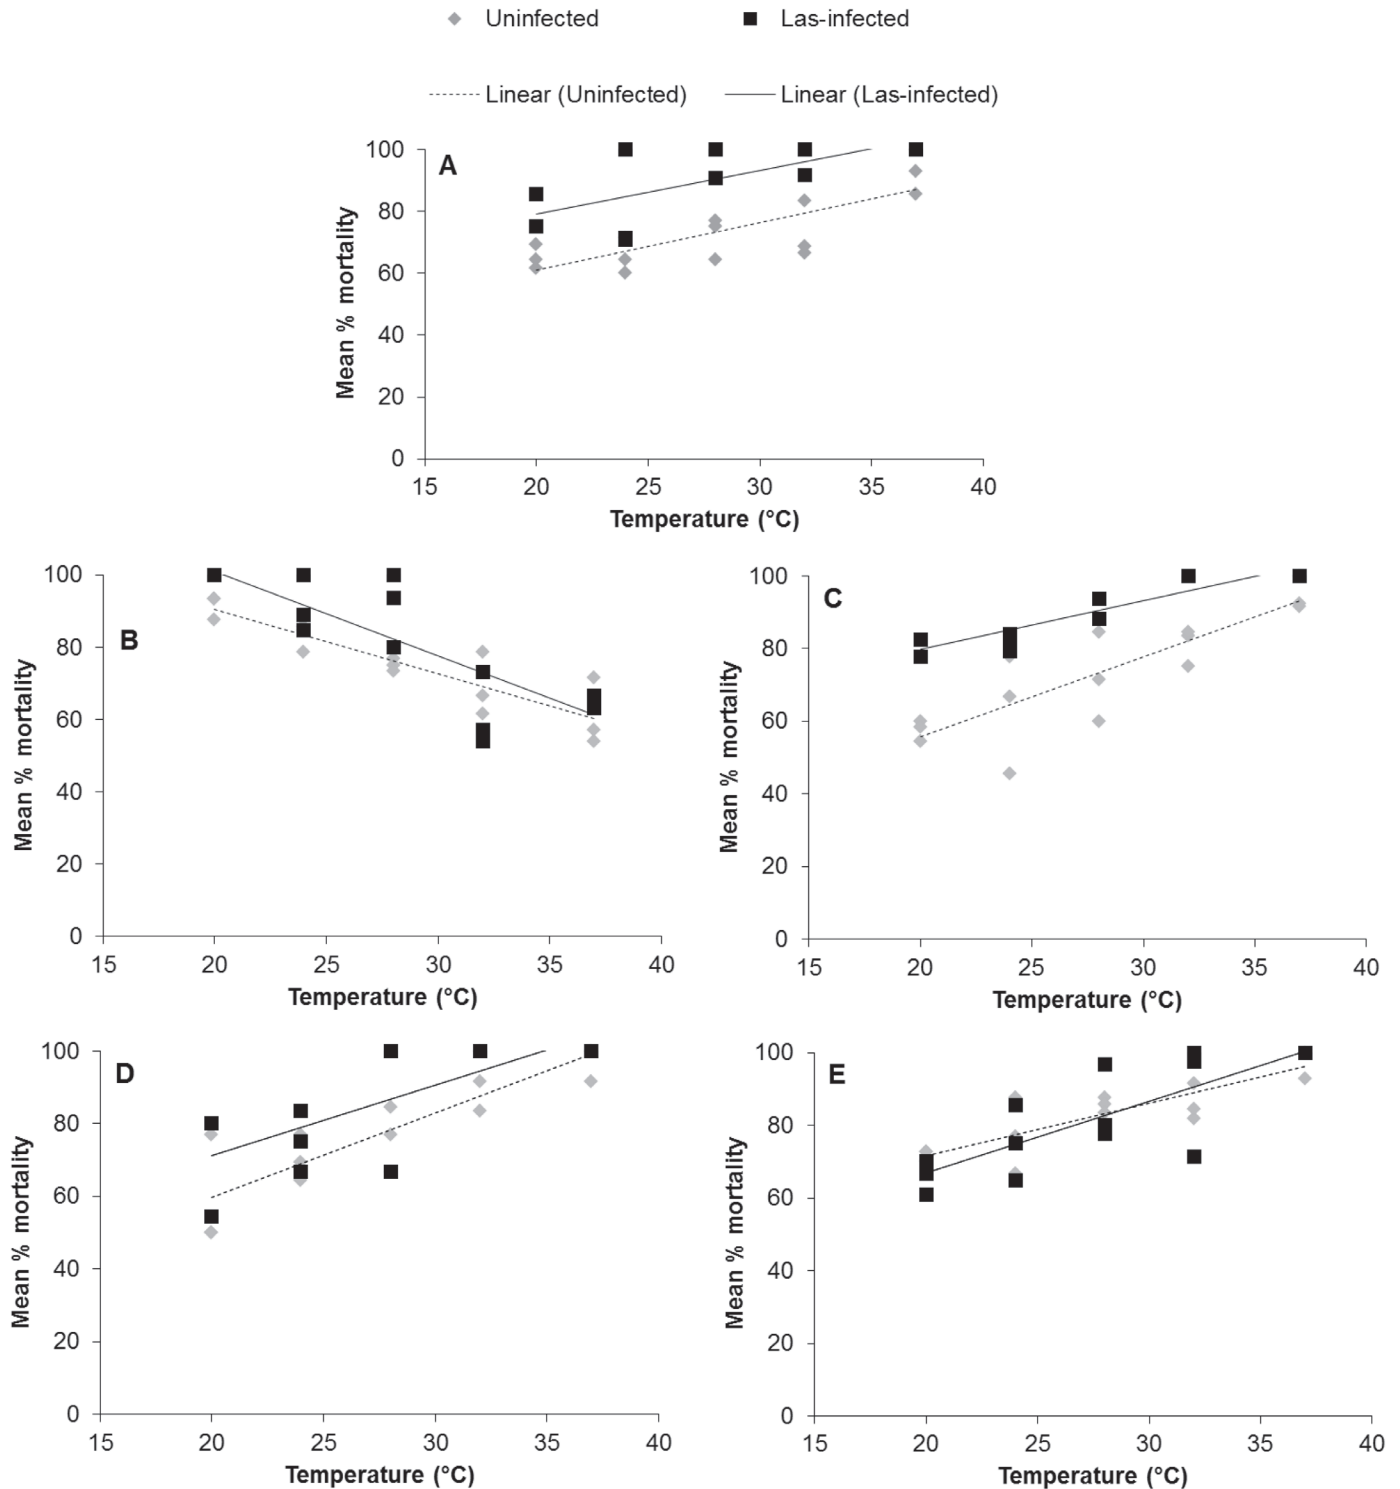 Uninfected Las-infected
Linear (Uninfected) Linear (Las-infected)
A
100
80
60
40
20
0
Mean % mortality
15 20 25 30 35 40
Temperature (°C)
B
100
80
60
40
20
0
Mean % mortality
15 20 25 30 35 40
Temperature (°C)
C
100
80
60
40
20
0
Mean % mortality
15 20 25 30 35 40
Temperature (°C)
D
100
80
60
40
20
0
Mean % mortality
15 20 25 30 35 40
Temperature (°C)
E
100
80
60
40
20
0
Mean % mortality
15 20 25 30 35 40
Temperature (°C)